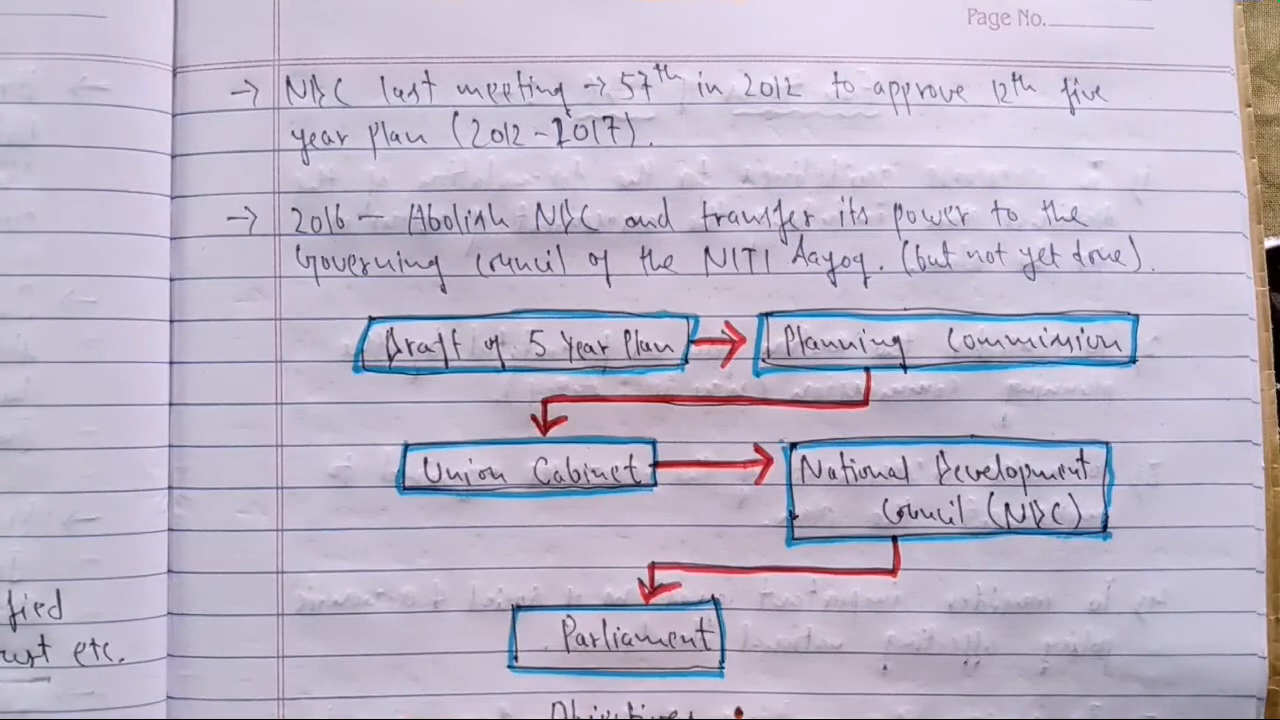 Page No.
→ NDC last meeting → 57th in 2012 to approve 12th five
year plan (2012-2017).
→ 2016 - Abolish NDC and transfer its power to the
Governing Council of the NITI Aayog. (but not yet done).
Draft of 5 Year Plan → Planning Commission
Union Cabinet → National Development
Council (NDC)
fied
Parliament
etc.
Objectives